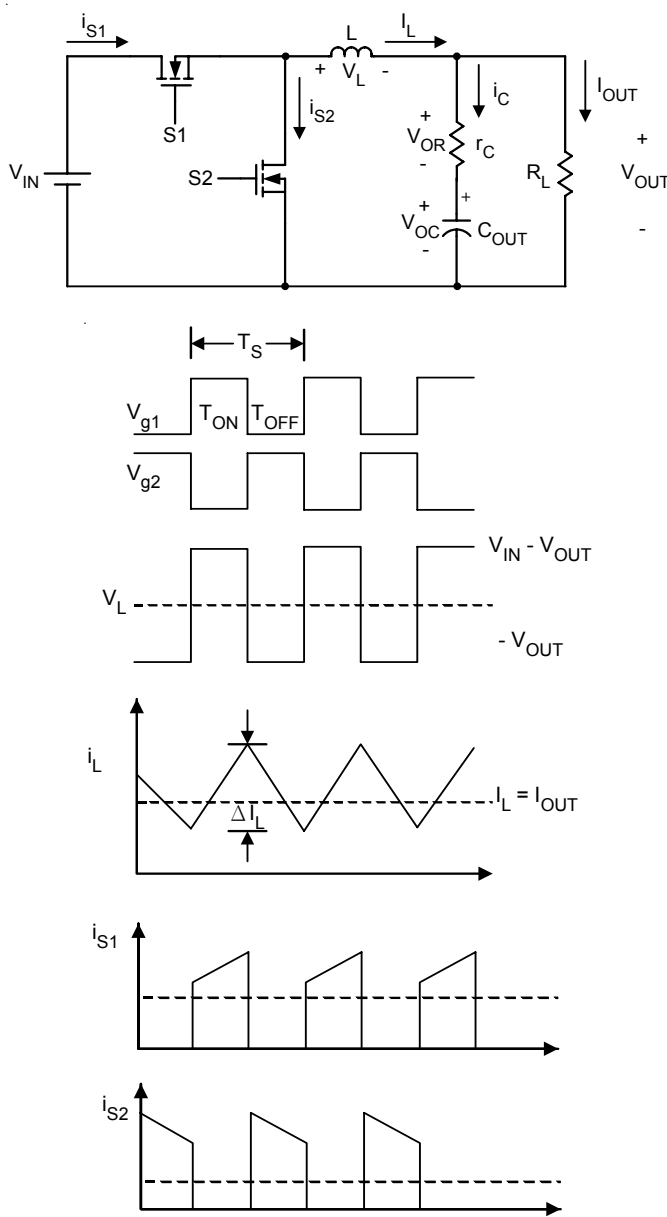 i_S1
L
I_L
+ V_L -
i_C
I_OUT
i_S2
S1
+
V_OR
-
r_C
+
V_IN
S2
R_L
V_OUT
+
+
V_OC
-
C_OUT
-
T_S
V_g1
T_ON
T_OFF
V_g2
V_IN - V_OUT
V_L
- V_OUT
i_L
I_L = I_OUT
Δ I_L
i_S1
i_S2